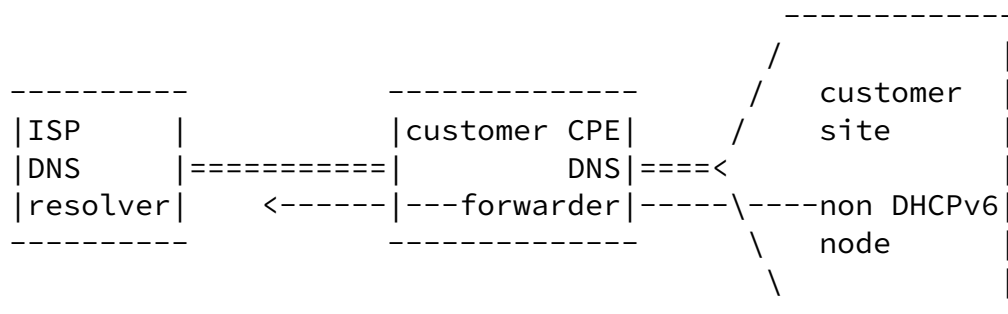 customer
|ISP | |customer CPE| / site
|DNS |===========| DNS|====<
|resolver| <------|---forwarder|-----\----non DHCPv6|
node